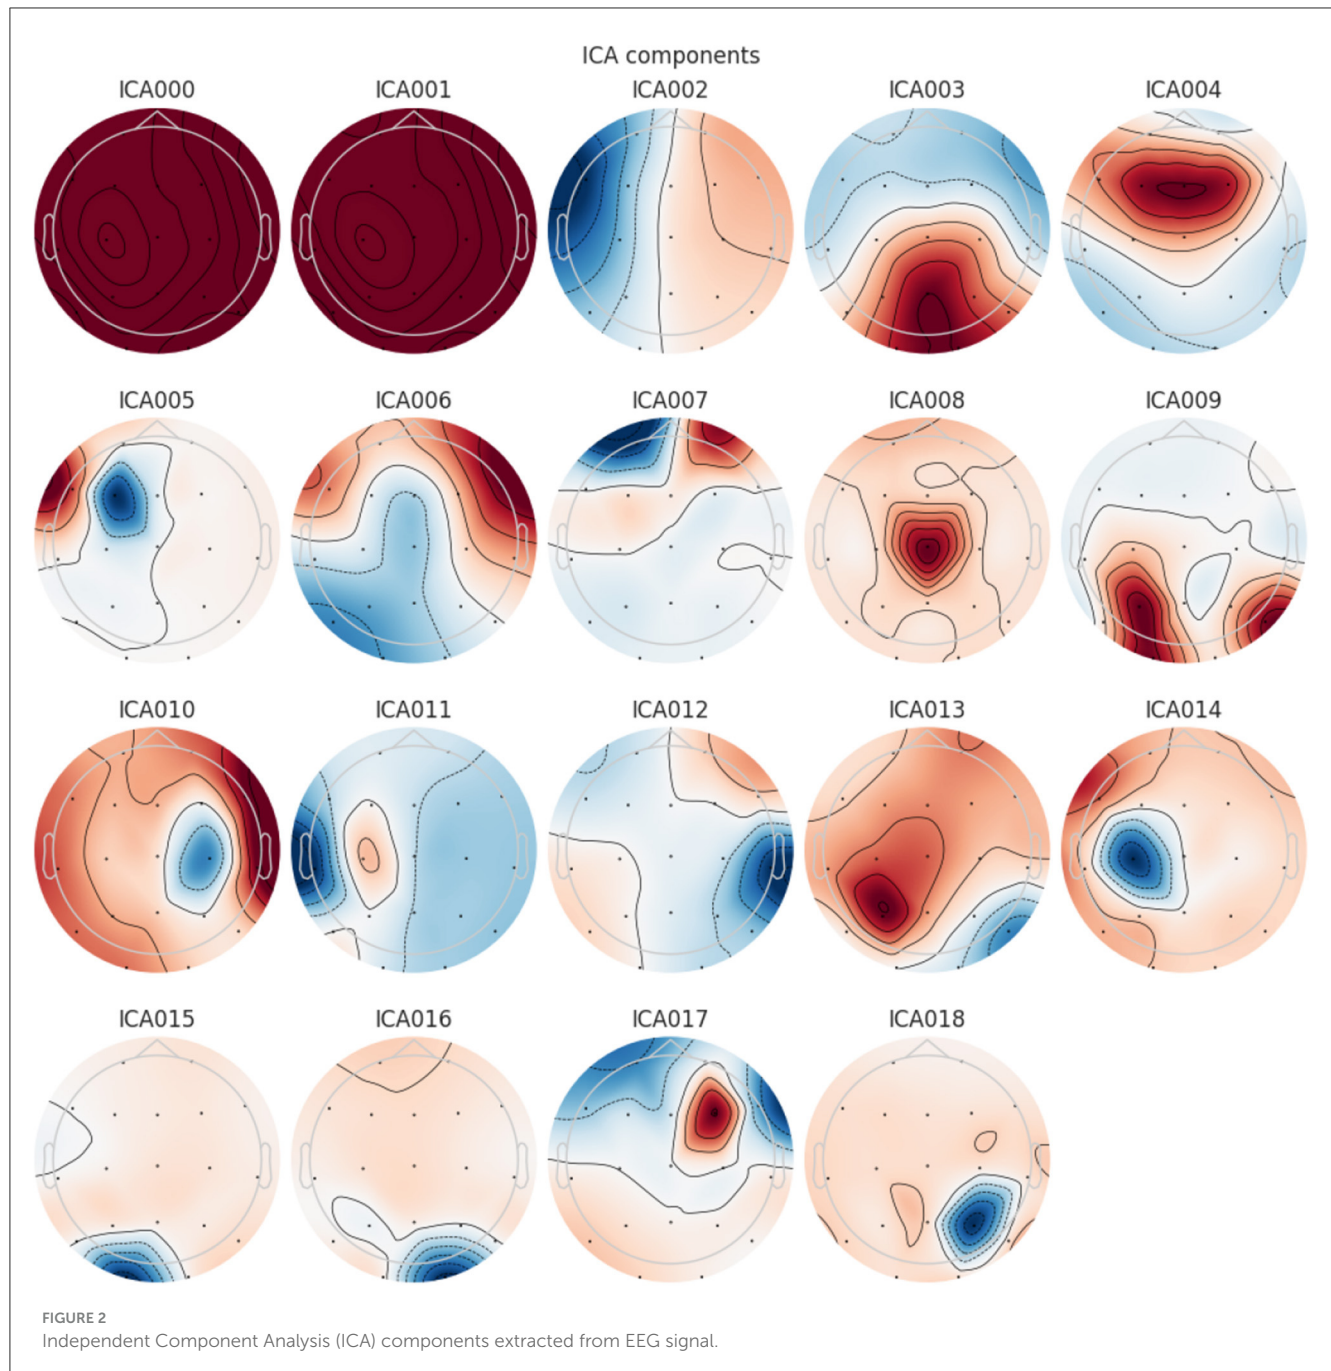 ICA components
ICA000 ICA001 ICA002 ICA003 ICA004
ICA005 ICA006 ICA007 ICA008 ICA009
ICA010 ICA011 ICA012 ICA013 ICA014
ICA015 ICA016 ICA017 ICA018
FIGURE 2
Independent Component Analysis (ICA) components extracted from EEG signal.